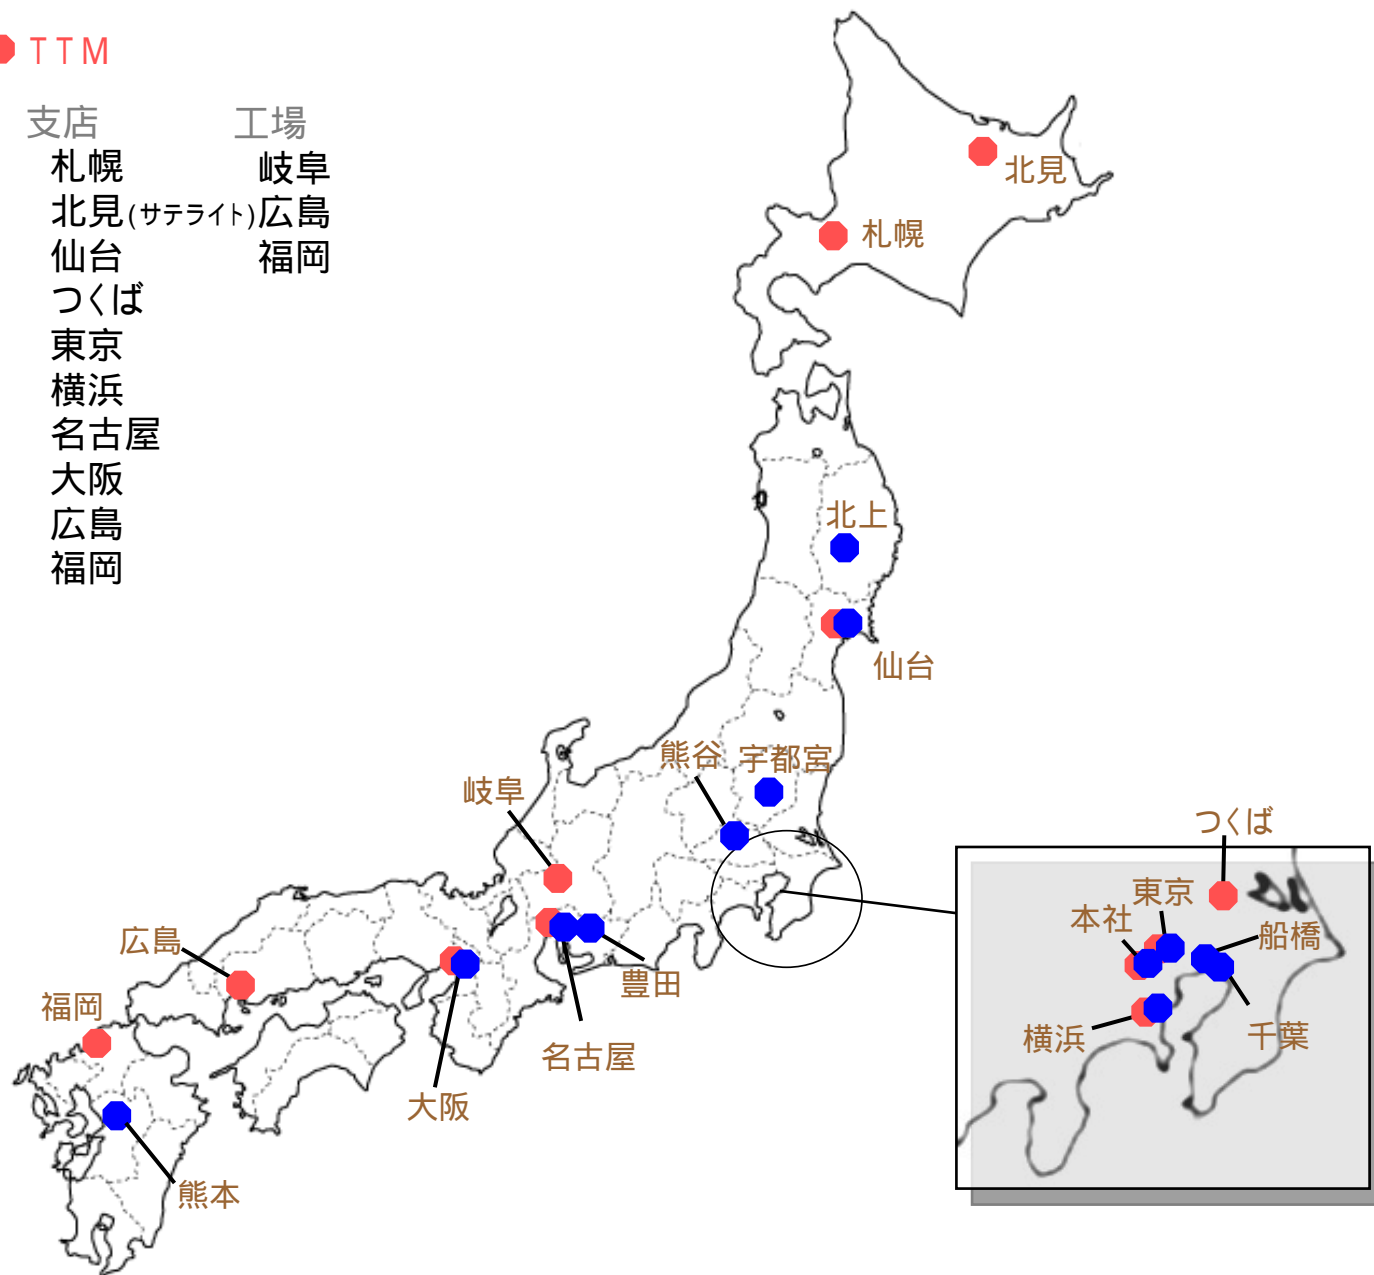 TTM
支店 工場
札幌 岐阜
北見(サテライト) 広島
仙台 福岡
つくば
東京
横浜
名古屋
大阪
広島
福岡
北見
札幌
北上
仙台
熊谷 宇都宮
岐阜
つくば
東京
本社
船橋
広島
豊田
福岡
横浜
千葉
名古屋
大阪
熊本